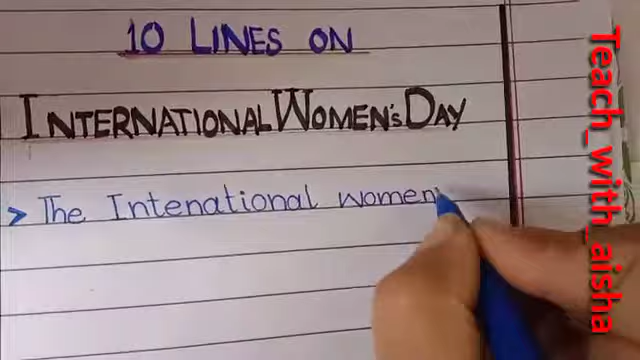 10 LINES ON
INTERNATIONAL WOMEN'S DAY
> The Intenational women
Teach_with_aisha